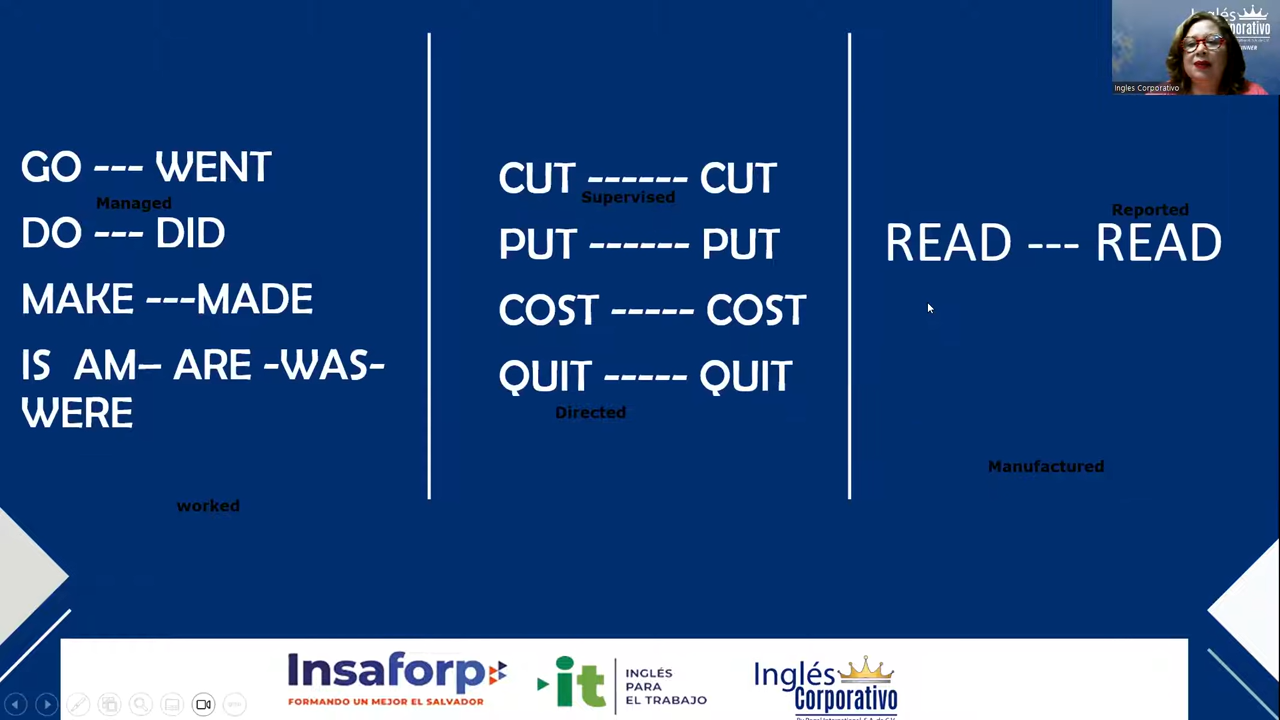 GO --- WENT
Managed
DO --- DID
MAKE ---MADE
IS  AM– ARE -WAS-
WERE
worked
CUT ------ CUT
Supervised
PUT ------ PUT
COST ----- COST
QUIT ----- QUIT
Directed
Reported
READ --- READ
Manufactured
Inglés
Ingles Corporativo
Insaforp
FORMANDO UN MEJOR EL SALVADOR
it
INGLÉS
PARA
EL TRABAJO
Inglés
Corporativo